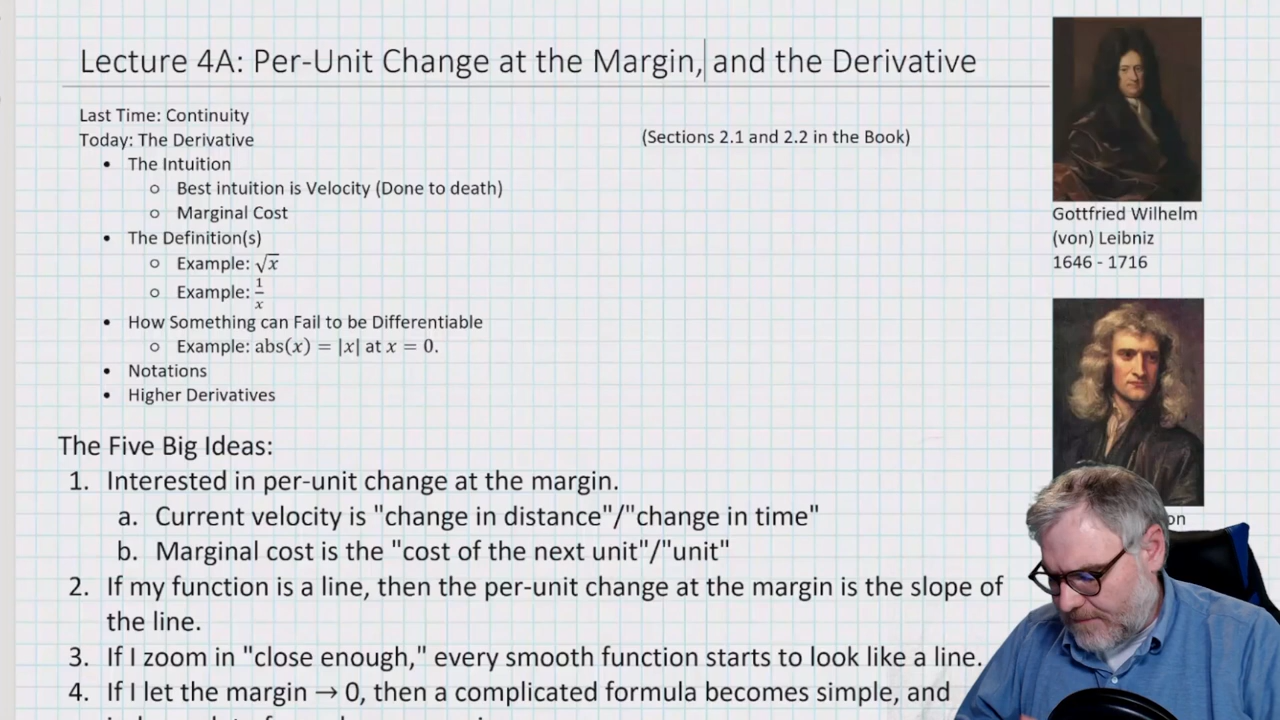 Lecture 4A: Per-Unit Change at the Margin, and the Derivative
Last Time: Continuity
Today: The Derivative
(Sections 2.1 and 2.2 in the Book)
• The Intuition
○ Best intuition is Velocity (Done to death)
○ Marginal Cost
• The Definition(s)
○ Example: √x
○ Example: 1/x
• How Something can Fail to be Differentiable
○ Example: abs(x) = |x| at x = 0.
• Notations
• Higher Derivatives
Gottfried Wilhelm
(von) Leibniz
1646 - 1716
on
The Five Big Ideas:
1. Interested in per-unit change at the margin.
a. Current velocity is "change in distance"/"change in time"
b. Marginal cost is the "cost of the next unit"/"unit"
2. If my function is a line, then the per-unit change at the margin is the slope of
the line.
3. If I zoom in "close enough," every smooth function starts to look like a line.
4. If I let the margin → 0, then a complicated formula becomes simple, and